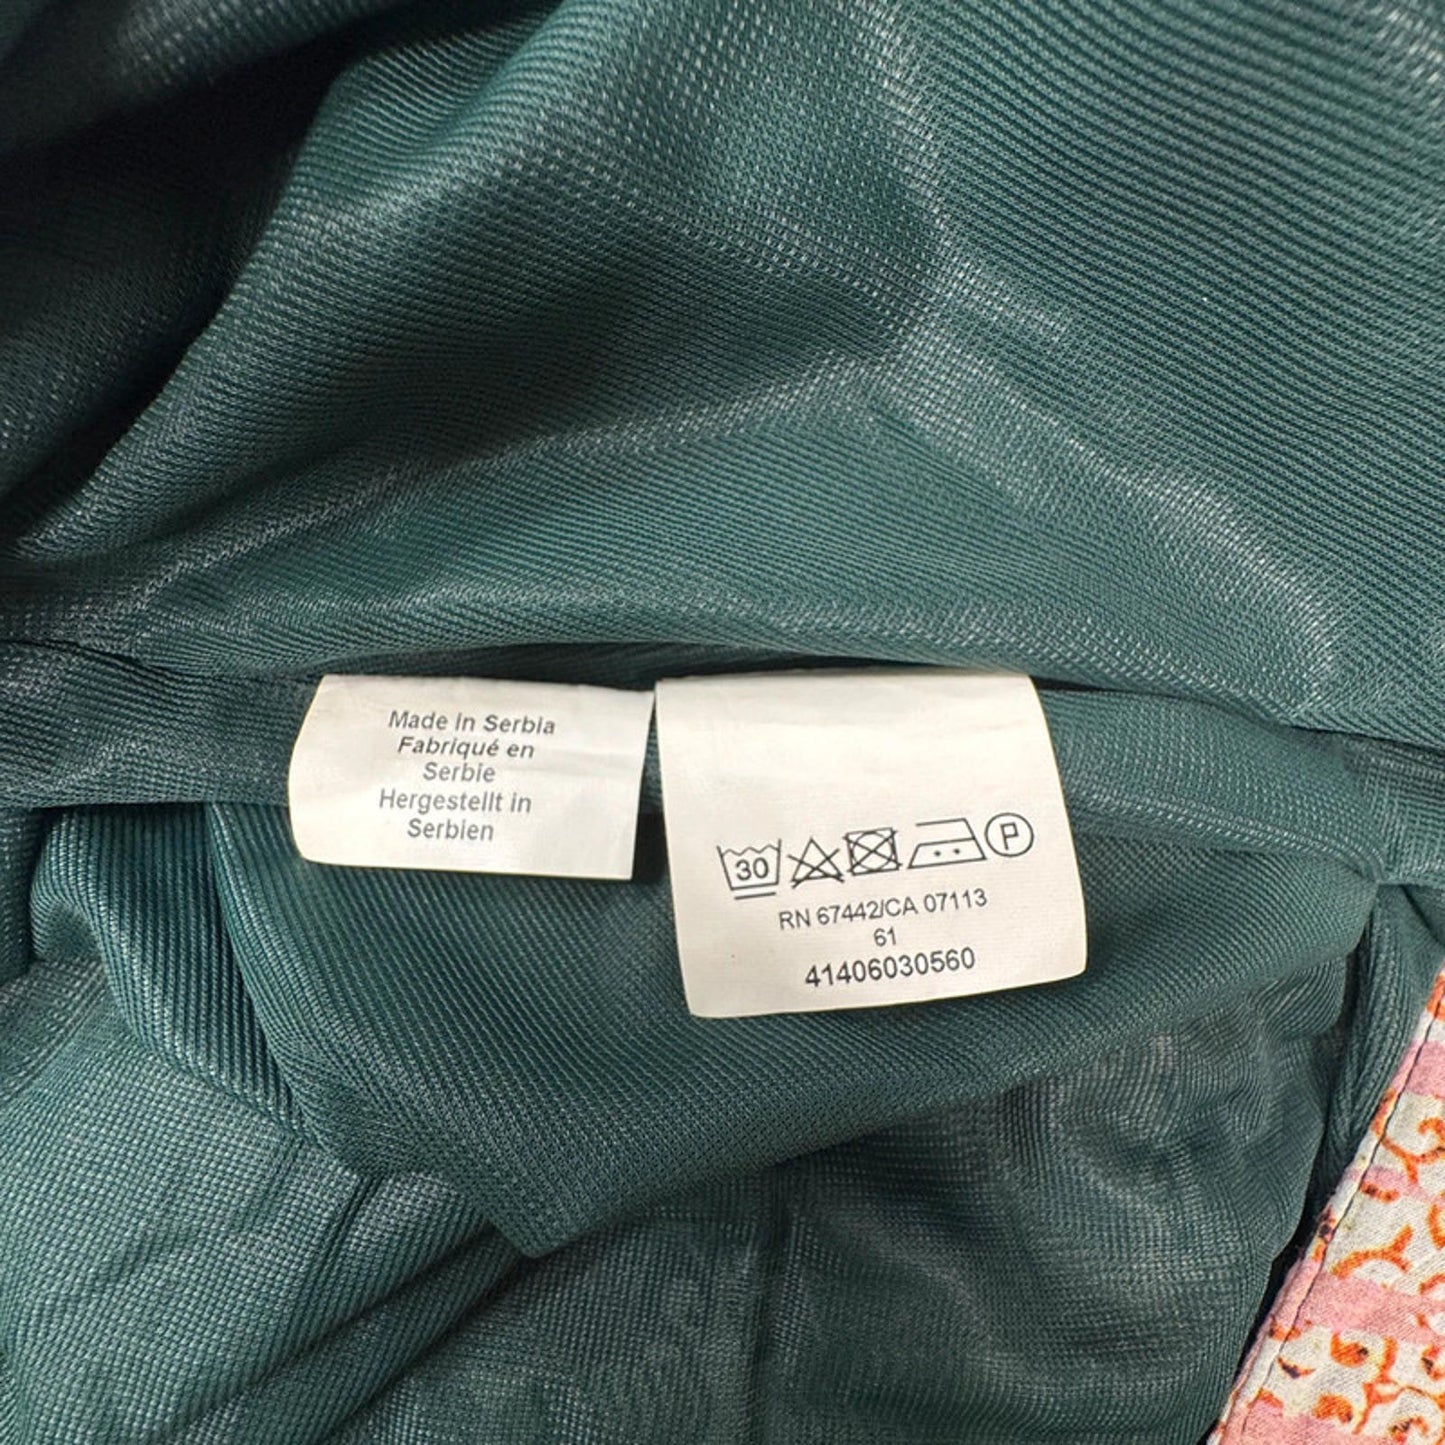 Made in Serbia
Fabriqué en
Serbie
Hergestellt in
Serbien
30
P
RN 67442/CA 07113
61
41406030560